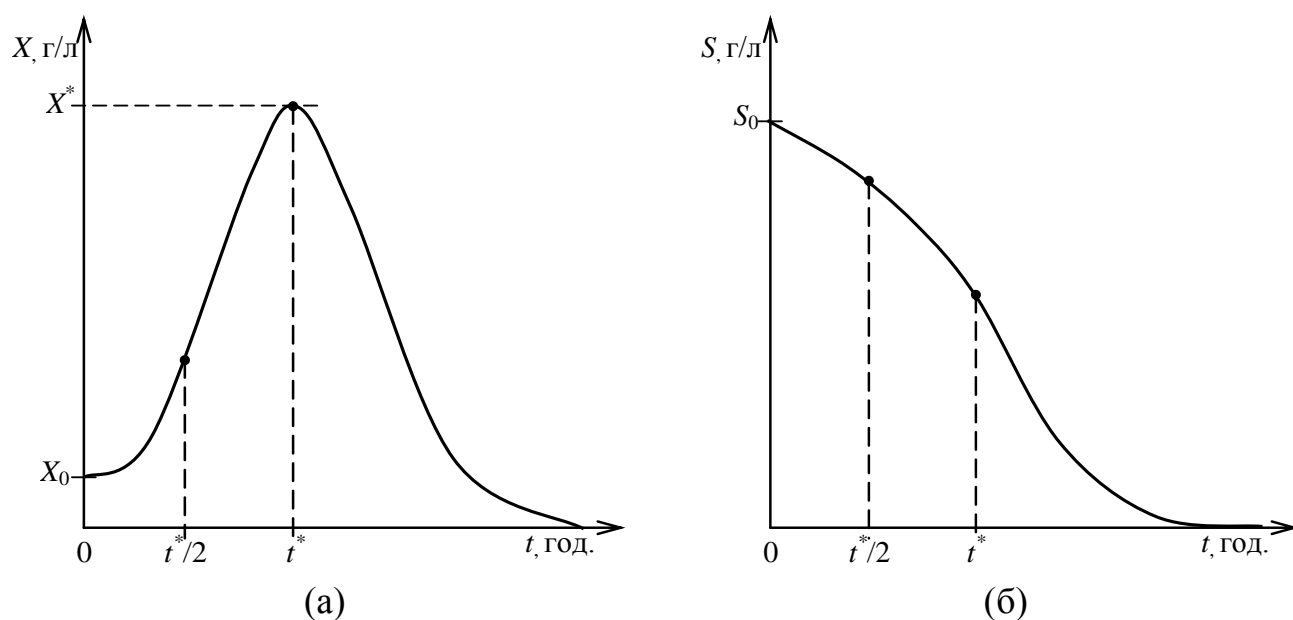 X, г/л
X*
X0
0
t*/2
t*
t, год.
(а)
S, г/л
S0
0
t*/2
t*
t, год.
(б)